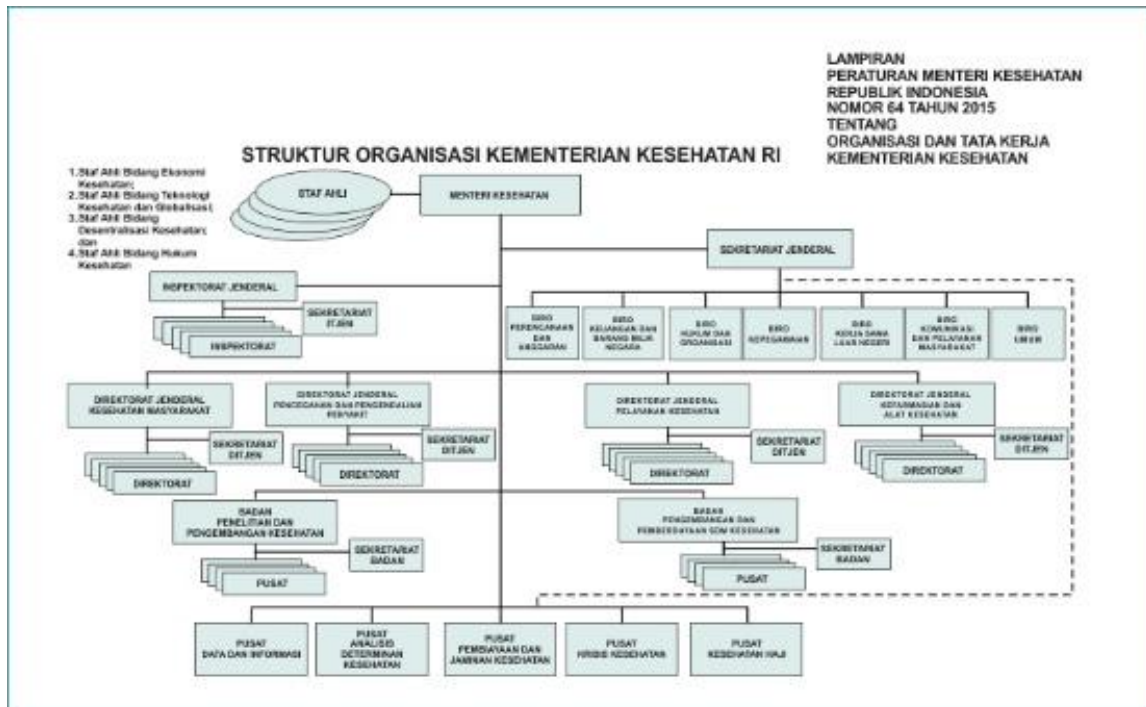 LAMPIRAN
PERATURAN MENTERI KESEHATAN
REPUBLIK INDONESIA
NOMOR 64 TAHUN 2015
TENTANG
ORGANISASI DAN TATA KERJA
KEMENTERIAN KESEHATAN
STRUKTUR ORGANISASI KEMENTERIAN KESEHATAN RI
1.Staf Ahli Bidang Ekonomi
Kesehatan;
2.Staf Ahli Bidang Teknologi
Kesehatan dan Globalisasi;
3.Staf Ahli Bidang
Desentralisasi Kesehatan;
dan
4.Staf Ahli Bidang Hukum
Kesehatan
STAF AHLI
MENTERI KESEHATAN
SEKRETARIAT JENDERAL
INSPEKTORAT JENDERAL
SEKRETARIAT
ITJEN
INSPEKTORAT
BIRO
PERENCANAAN
DAN
ANGGARAN
BIRO
KEUANGAN DAN
BARANG MILIK
NEGARA
BIRO
HUKUM DAN
ORGANISASI
BIRO
KEPEGAWAIAN
BIRO
KERJA SAMA
LUAR NEGERI
BIRO
KOMUNIKASI
DAN PELAYANAN
MASYARAKAT
BIRO
UMUM
DIREKTORAT JENDERAL
KESEHATAN MASYARAKAT
SEKRETARIAT
DITJEN
DIREKTORAT
DIREKTORAT JENDERAL
PENCEGAHAN DAN PENGENDALIAN
PENYAKIT
SEKRETARIAT
DITJEN
DIREKTORAT
DIREKTORAT JENDERAL
PELAYANAN KESEHATAN
SEKRETARIAT
DITJEN
DIREKTORAT
DIREKTORAT JENDERAL
KEFARMASIAN DAN
ALAT KESEHATAN
SEKRETARIAT
DITJEN
DIREKTORAT
BADAN
PENELITIAN DAN
PENGEMBANGAN KESEHATAN
SEKRETARIAT
BADAN
PUSAT
BADAN
PENGEMBANGAN DAN
PEMBERDAYAAN SDM KESEHATAN
SEKRETARIAT
BADAN
PUSAT
PUSAT
DATA DAN INFORMASI
PUSAT
ANALISIS
DETERMINAN
KESEHATAN
PUSAT
PEMBIAYAAN DAN
JAMINAN KESEHATAN
PUSAT
KRISIS KESEHATAN
PUSAT
KESEHATAN HAJI